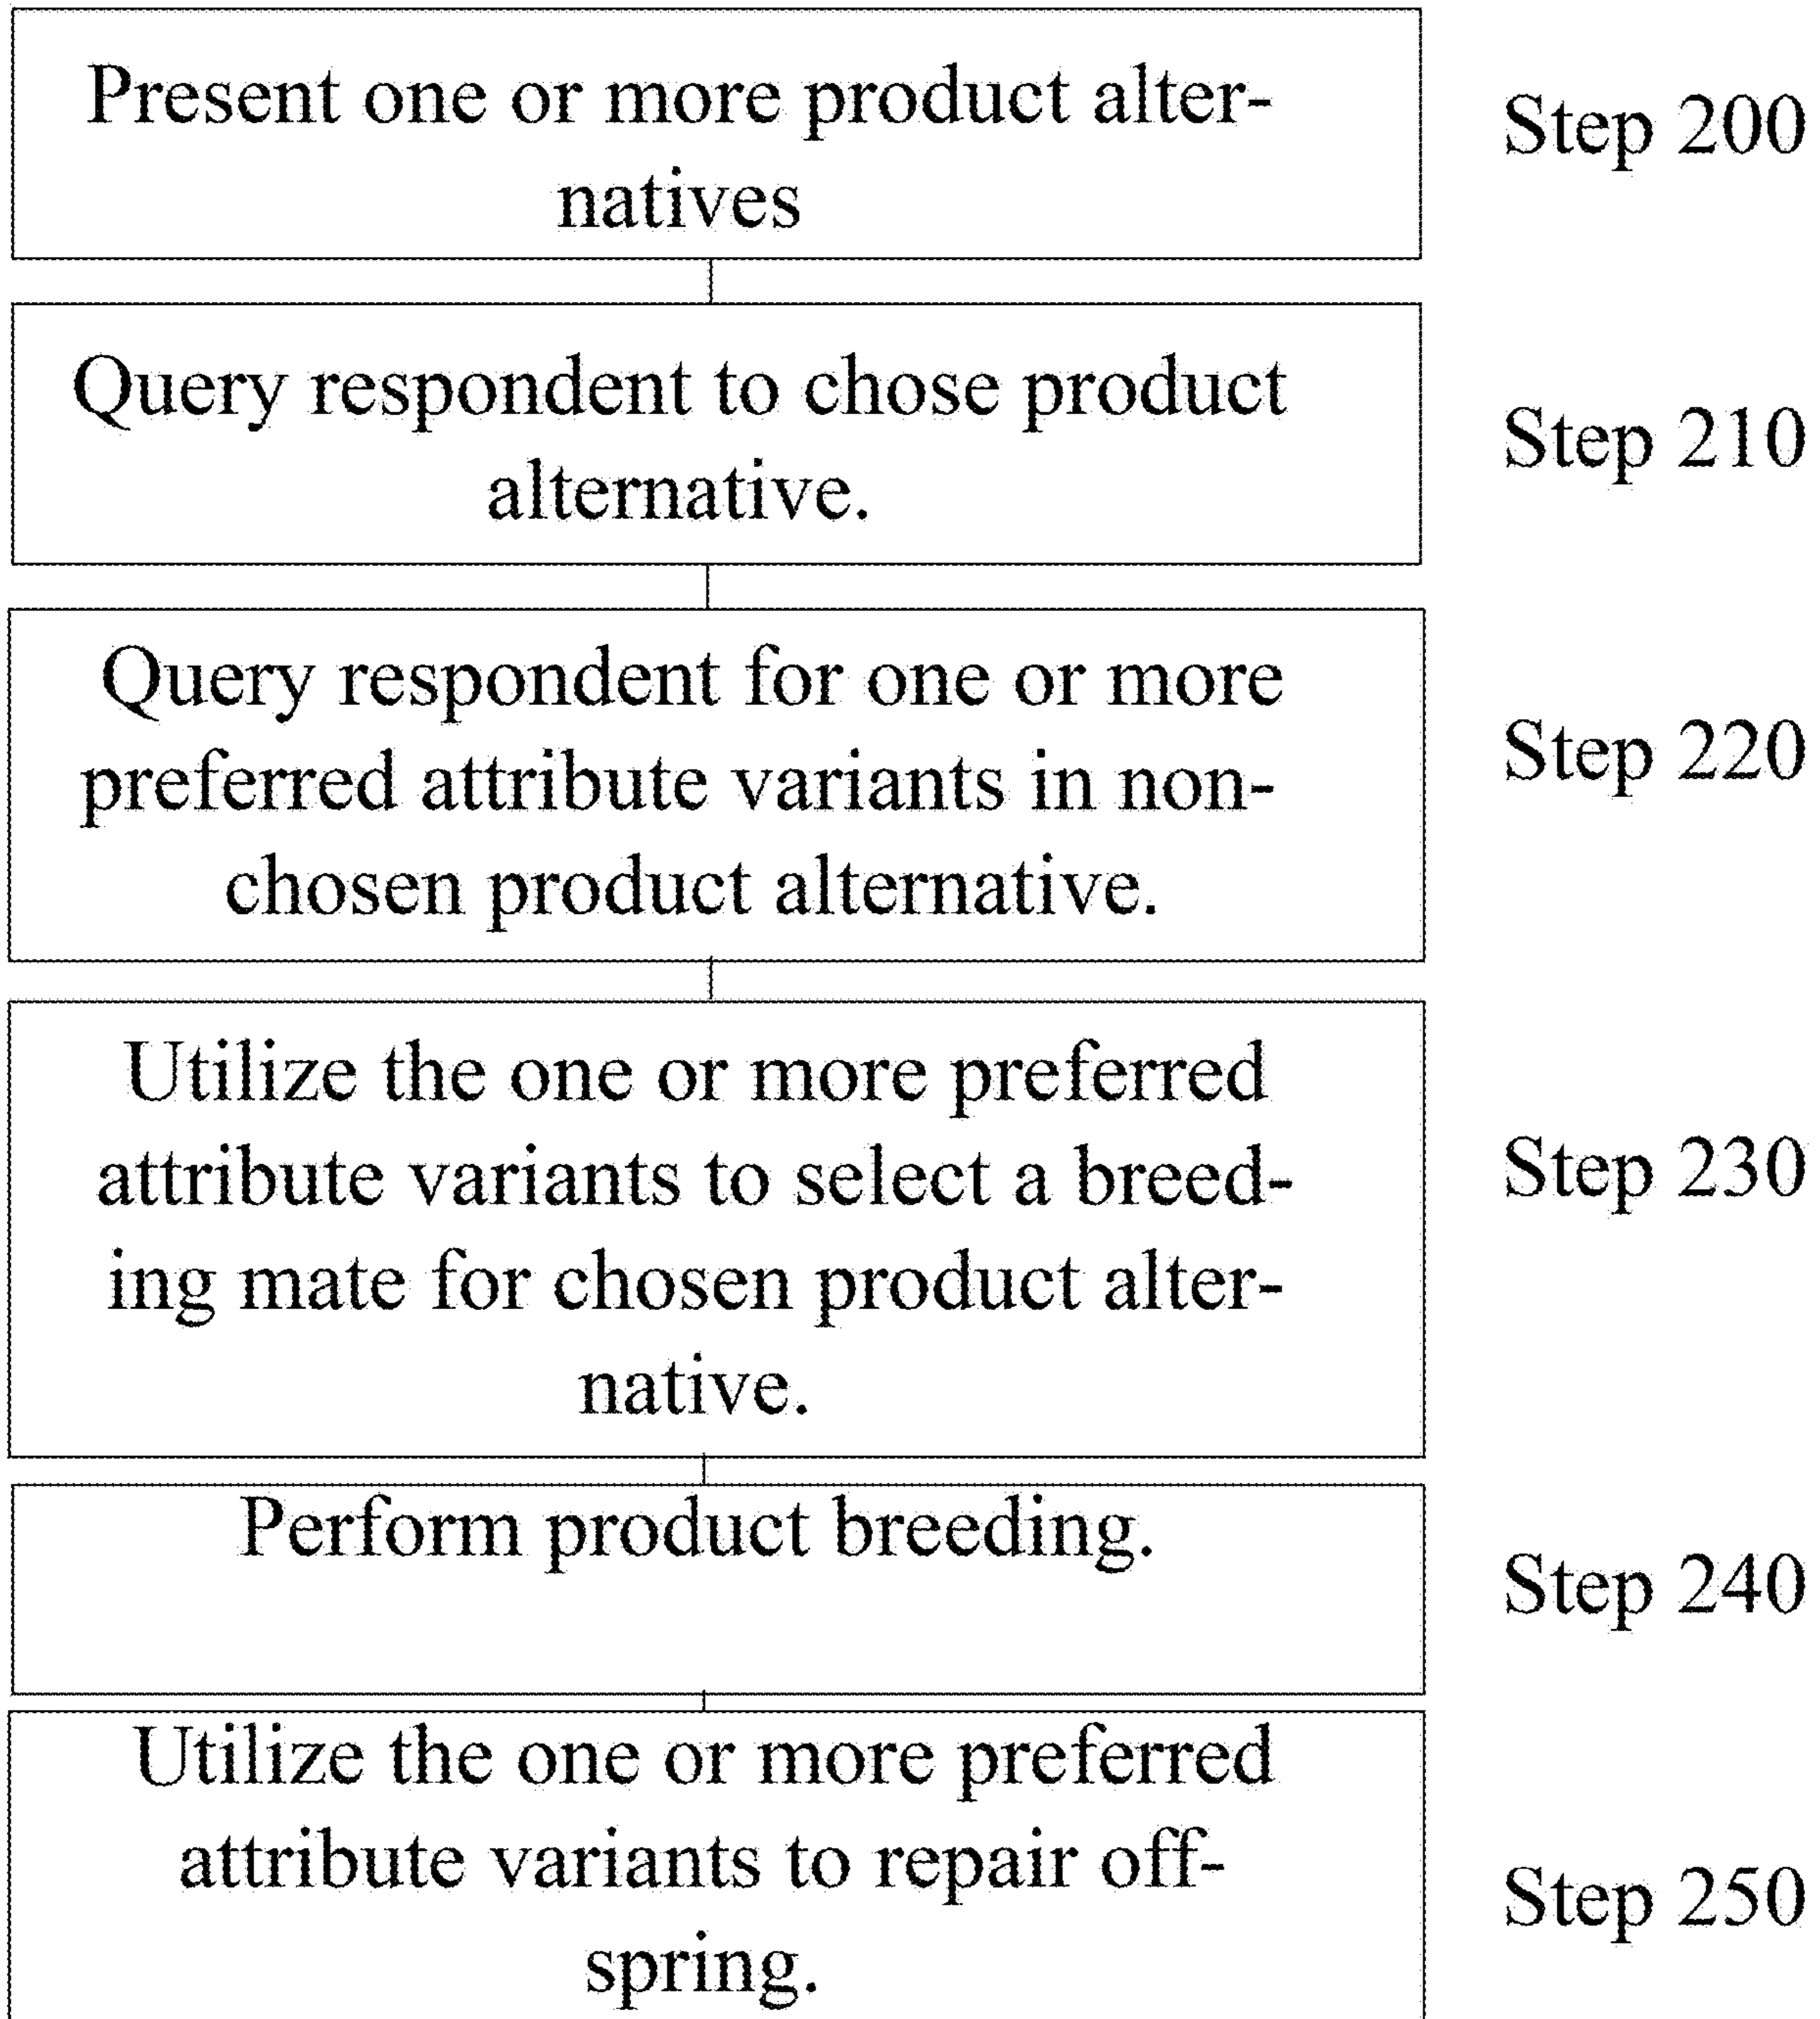 Present one or more product alter-
natives
Step 200
Query respondent to chose product
alternative.
Step 210
Query respondent for one or more
preferred attribute variants in non-
chosen product alternative.
Step 220
Utilize the one or more preferred
attribute variants to select a breed-
ing mate for chosen product alter-
native.
Step 230
Perform product breeding.
Step 240
Utilize the one or more preferred
attribute variants to repair off-
spring.
Step 250